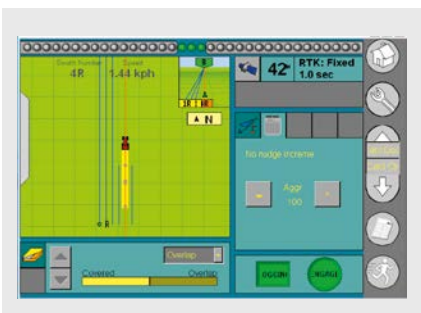 Swath Number Speed
4R 1.44 kph
B
42° RTK: Fixed
1.0 sec
▲ N
No nudge increme
Aggr
100
- +
Overlap
Covered Overlap